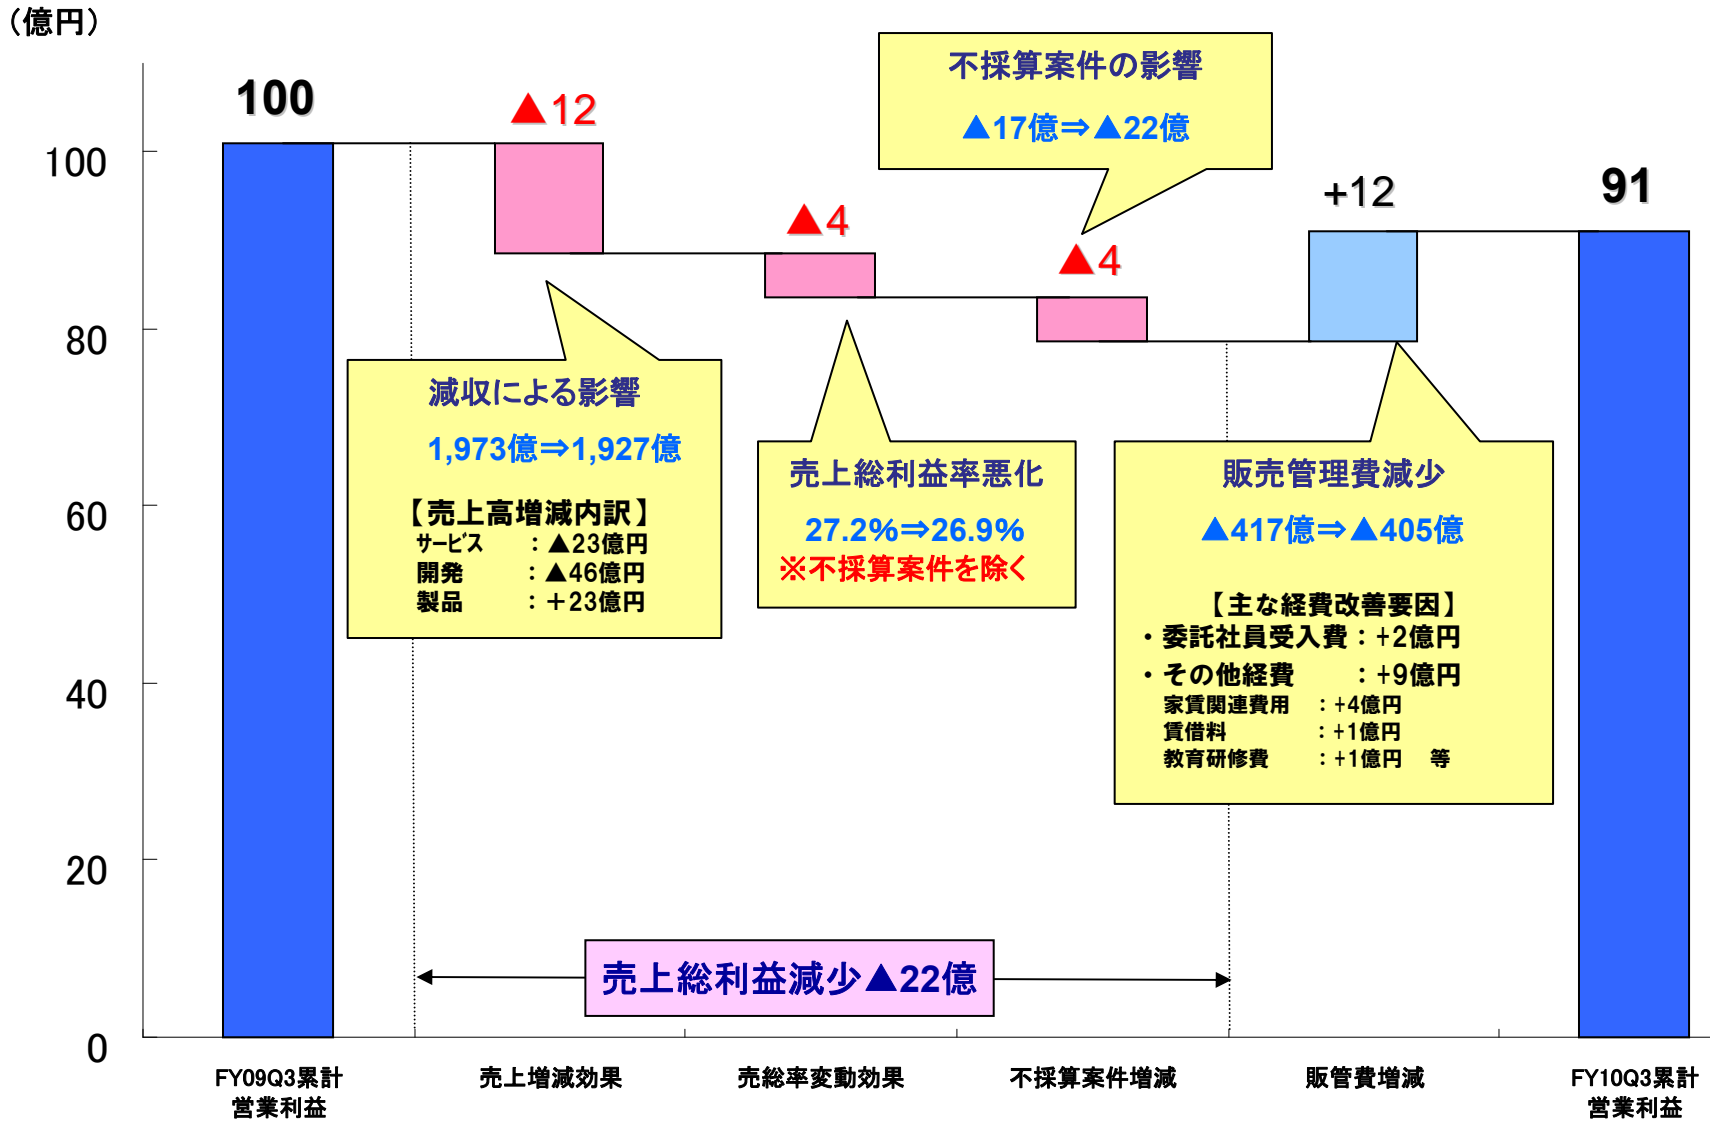 （億円）
100
▲12
▲4
▲4
+12
91
不採算案件の影響
▲17億⇒▲22億
減収による影響
1,973億⇒1,927億
【売上高増減内訳】
サービス　：▲23億円
開発　：▲46億円
製品　：＋23億円
売上総利益率悪化
27.2%⇒26.9%
※不採算案件を除く
販売管理費減少
▲417億⇒▲405億
【主な経費改善要因】
・委託社員受入費：+2億円
・その他経費　：+9億円
家賃関連費用　：+4億円
賃借料　：+1億円
教育研修費　：+1億円　等
売上総利益減少▲22億
100
80
60
40
20
0
FY09Q3累計
営業利益
売上増減効果
売総率変動効果
不採算案件増減
販管費増減
FY10Q3累計
営業利益